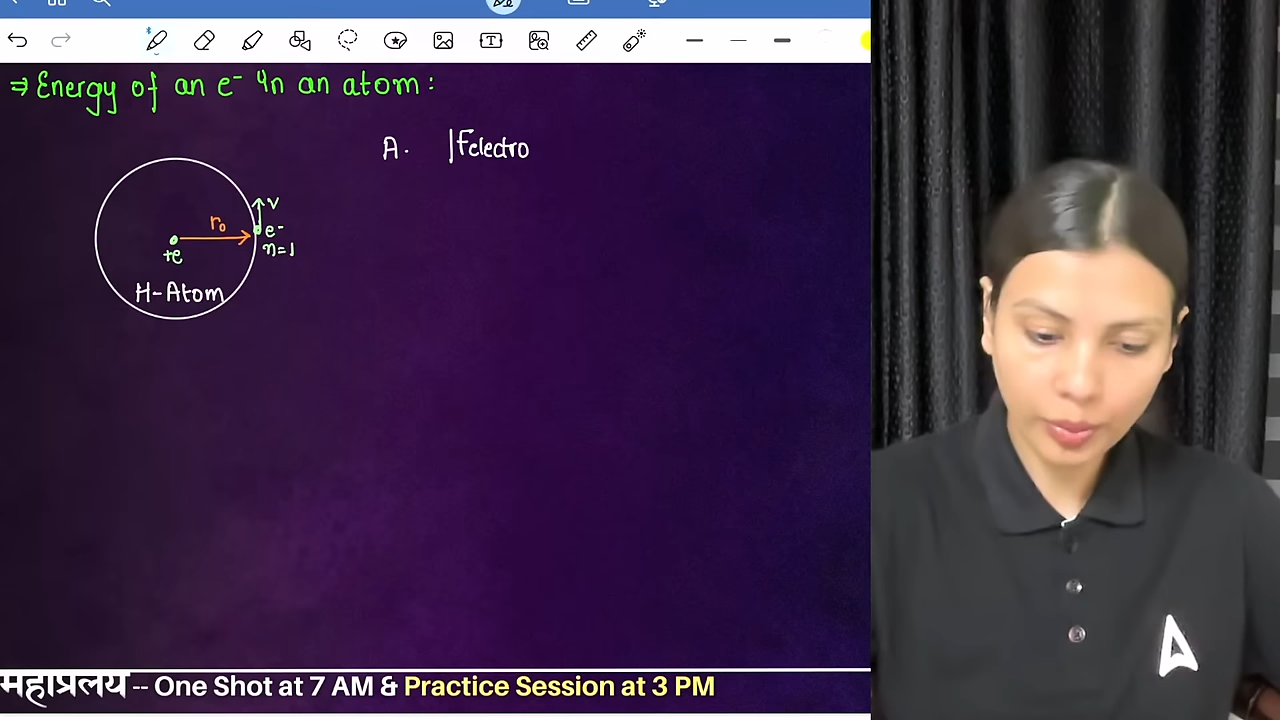 ⇒ Energy of an e⁻ in an atom:
A. |Felectro
v
r₀
e⁻
+e
n=1
H-Atom
महाप्रलय -- One Shot at 7 AM & Practice Session at 3 PM